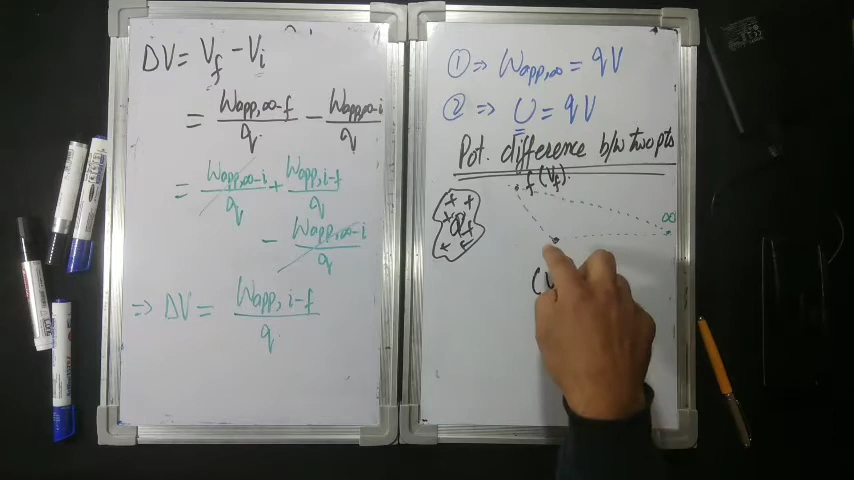 ΔV = V_f - V_i
= W_app,∞-f / q - W_app,∞-i / q
= W_app,∞-i / q + W_app,i-f / q
- W_app,∞-i / q
=> ΔV = W_app, i-f / q
① => W_app,∞ = qV
② => U = qV
Pot. difference b/w two pts
f (V_f)
∞
+ +
+ Q +
+ +
(V